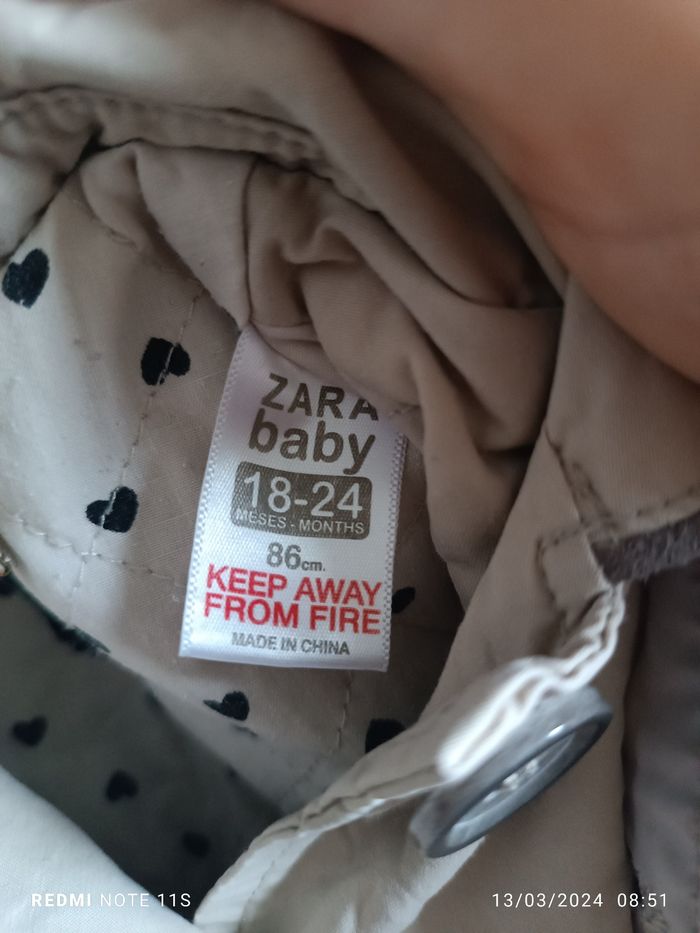 ZARA
baby
18-24
MESES - MONTHS
86cm.
KEEP AWAY
FROM FIRE
MADE IN CHINA
REDMI NOTE 11S
13/03/2024 08:51